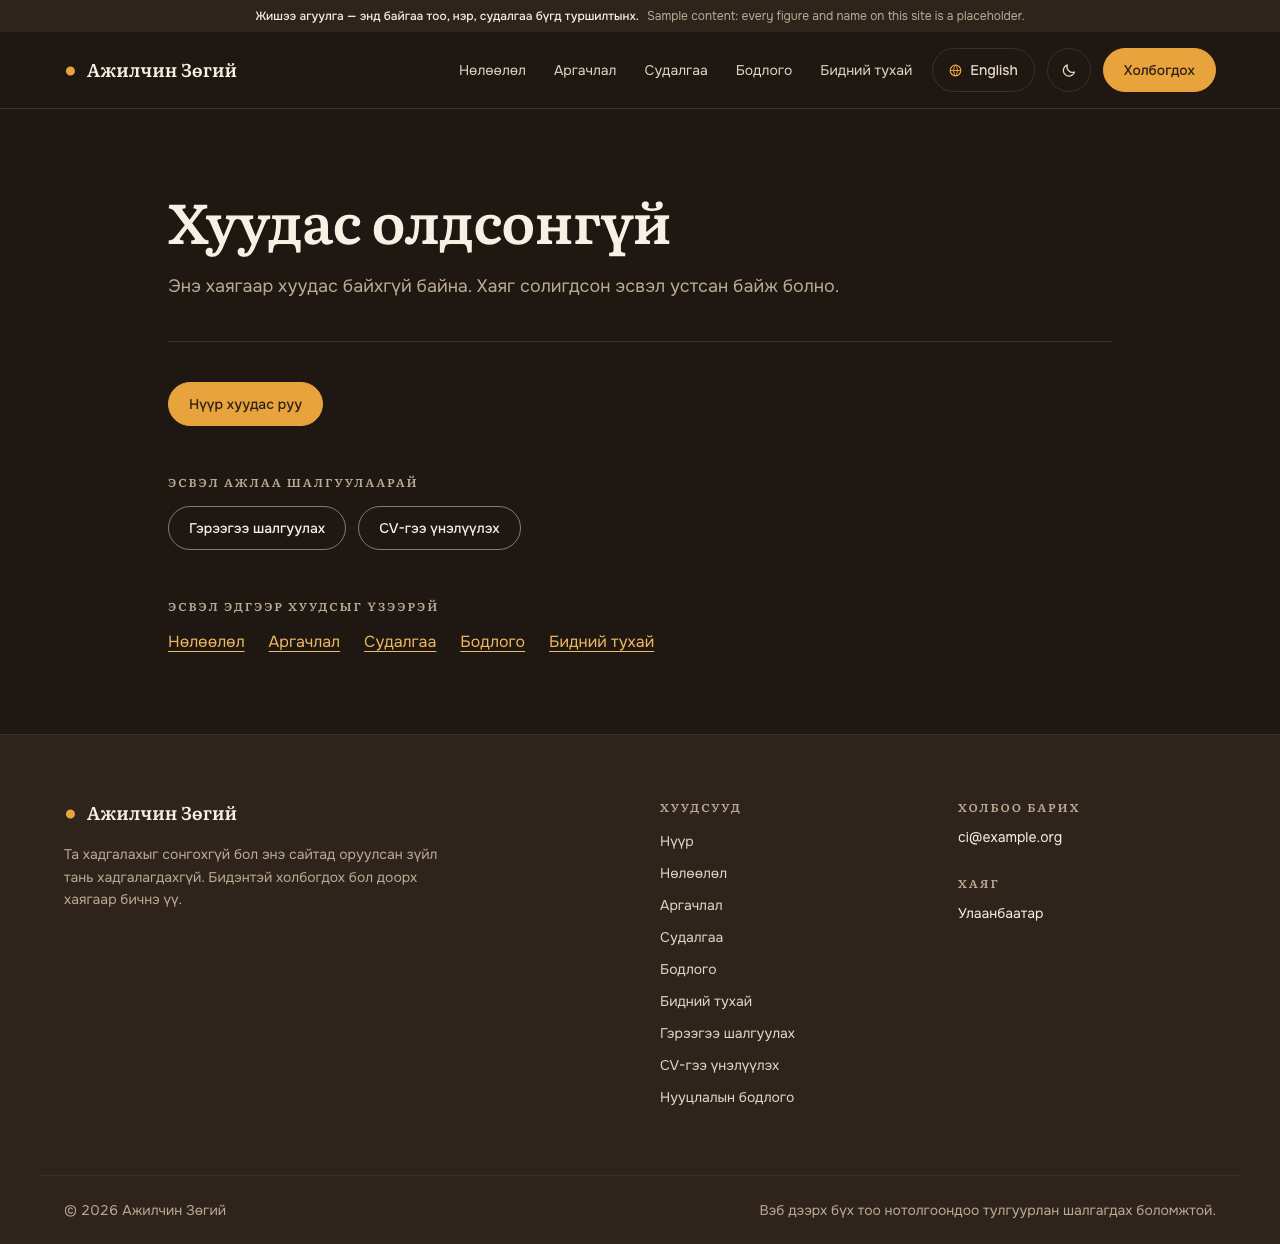 Жишээ агуулга — энд байгаа тоо, нэр, судалгаа бүгд туршилтынх. Sample content: every figure and name on this site is a placeholder.
Ажилчин Зөгий
Нөлөөлөл Аргачлал Судалгаа Бодлого Бидний тухай English Холбогдох
Хуудас олдсонгүй
Энэ хаягаар хуудас байхгүй байна. Хаяг солигдсон эсвэл устсан байж болно.
Нүүр хуудас руу
ЭСВЭЛ АЖЛАА ШАЛГУУЛААРАЙ
Гэрээгээ шалгуулах CV-гээ үнэлүүлэх
ЭСВЭЛ ЭДГЭЭР ХУУДСЫГ ҮЗЭЭРЭЙ
Нөлөөлөл Аргачлал Судалгаа Бодлого Бидний тухай
Ажилчин Зөгий
Та хадгалахыг сонгохгүй бол энэ сайтад оруулсан зүйл
тань хадгалагдахгүй. Бидэнтэй холбогдох бол доорх
хаягаар бичнэ үү.
ХУУДСУУД
Нүүр
Нөлөөлөл
Аргачлал
Судалгаа
Бодлого
Бидний тухай
Гэрээгээ шалгуулах
CV-гээ үнэлүүлэх
Нууцлалын бодлого
ХОЛБОО БАРИХ
ci@example.org
ХАЯГ
Улаанбаатар
© 2026 Ажилчин Зөгий
Вэб дээрх бүх тоо нотолгоондоо тулгуурлан шалгагдах боломжтой.